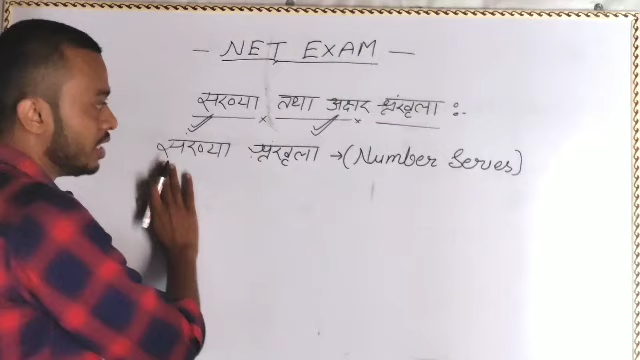 - NET EXAM -
संख्या तथा अक्षर श्रृंखला :-
संख्या श्रृंखला → (Number Series)